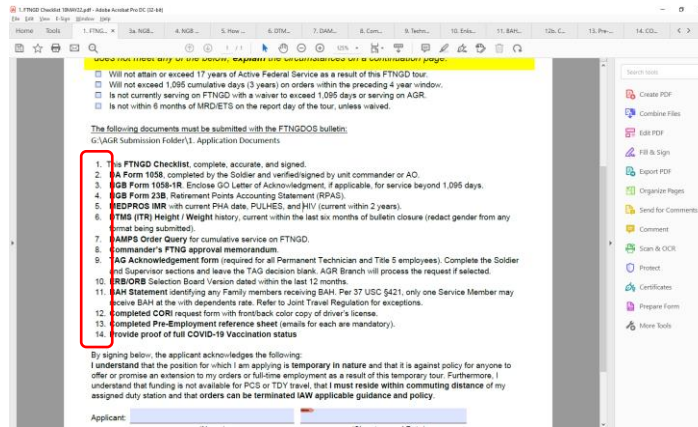 1. FTNGD Checklist 19MAY22.pdf - Adobe Acrobat Pro DC (32-bit)
File Edit View E-Sign Window Help
Home Tools 1. FTNG... × 3a. NGB... 4. NGB ... 5. How ... 6. DTM... 7. DAM... 8. Com... 9. Techn... 10. Enlis... 11. BAH... 12b. C... 13. Pre-... 14. CO...
1 / 1 125%
does not meet any of the below, explain the circumstances on a continuation page.
Will not attain or exceed 17 years of Active Federal Service as a result of this FTNGD tour.
Will not exceed 1,095 cumulative days (3 years) on orders within the preceding 4 year window.
Is not currently serving on FTNGD with a waiver to exceed 1,095 days or serving on AGR.
Is not within 6 months of MRD/ETS on the report day of the tour, unless waived.
The following documents must be submitted with the FTNGDOS bulletin:
G:\AGR Submission Folder\1. Application Documents
1. This FTNGD Checklist, complete, accurate, and signed.
2. DA Form 1058, completed by the Soldier and verified/signed by unit commander or AO.
3. NGB Form 1058-1R. Enclose GO Letter of Acknowledgment, if applicable, for service beyond 1,095 days.
4. NGB Form 23B, Retirement Points Accounting Statement (RPAS).
5. MEDPROS IMR with current PHA date, PULHES, and HIV (current within 2 years).
6. DTMS (ITR) Height / Weight history, current within the last six months of bulletin closure (redact gender from any
format being submitted).
7. DAMPS Order Query for cumulative service on FTNGD.
8. Commander's FTNG approval memorandum.
9. TAG Acknowledgement form (required for all Permanent Technician and Title 5 employees). Complete the Soldier
and Supervisor sections and leave the TAG decision blank. AGR Branch will process the request if selected.
10. ERB/ORB Selection Board Version dated within the last 12 months.
11. BAH Statement identifying any Family members receiving BAH. Per 37 USC §421, only one Service Member may
receive BAH at the with dependents rate. Refer to Joint Travel Regulation for exceptions.
12. Completed CORI request form with front/back color copy of driver's license.
13. Completed Pre-Employment reference sheet (emails for each are mandatory).
14. Provide proof of full COVID-19 Vaccination status
By signing below, the applicant acknowledges the following:
I understand that the position for which I am applying is temporary in nature and that it is against policy for anyone to
offer or promise an extension to my orders or full-time employment as a result of this temporary tour. Furthermore, I
understand that funding is not available for PCS or TDY travel, that I must reside within commuting distance of my
assigned duty station and that orders can be terminated IAW applicable guidance and policy.
Applicant:
Search tools
Create PDF
Combine Files
Edit PDF
Fill & Sign
Export PDF
Organize Pages
Send for Comments
Comment
Scan & OCR
Protect
Certificates
Prepare Form
More Tools